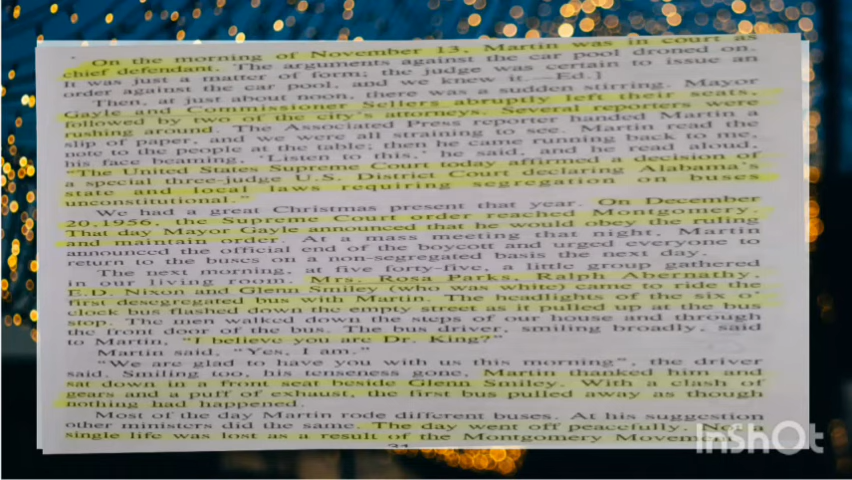 On the morning of November 13, Martin was in court as
chief defendant. The arguments against the car pool droned on.
It was just a matter of form; the judge was certain to issue an
order against the car pool, and we knew it.—Ed.]
Then, at just about noon, there was a sudden stirring. Mayor
Gayle and Commissioner Sellers abruptly left their seats,
followed by two of the city's attorneys. Several reporters were
rushing around. The Associated Press reporter handed Martin a
slip of paper, and we were all straining to see. Martin read the
note to the people at the table; then he came running back to me,
his face beaming. "Listen to this," he said, and he read aloud,
"The United States Supreme Court today affirmed a decision of
a special three-judge U.S. District Court declaring Alabama's
state and local laws requiring segregation on buses
unconstitutional."
We had a great Christmas present that year. On December
20,1956, the Supreme Court order reached Montgomery.
That day Mayor Gayle announced that he would obey the ruling
and maintain order. At a mass meeting that night, Martin
announced the official end of the boycott and urged everyone to
return to the buses on a non-segregated basis the next day.
The next morning, at five forty-five, a little group gathered
in our living room. Mrs. Rosa Parks, Ralph Abernathy,
E.D. Nixon and Glenn Smiley (who was white) came to ride the
first desegregated bus with Martin. The headlights of the six o'
clock bus flashed down the empty street as it pulled up at the bus
stop. The men walked down the steps of our house and through
the front door of the bus. The bus driver, smiling broadly, said
to Martin, "I believe you are Dr. King?"
Martin said, "Yes, I am."
"We are glad to have you with us this morning", the driver
said. Smiling too, his tenseness gone, Martin thanked him and
sat down in a front seat beside Glenn Smiley. With a clash of
gears and a puff of exhaust, the first bus pulled away as though
nothing had happened.
Most of the day Martin rode different buses. At his suggestion
other ministers did the same. The day went off peacefully. Not a
single life was lost as a result of the Montgomery
InShOt